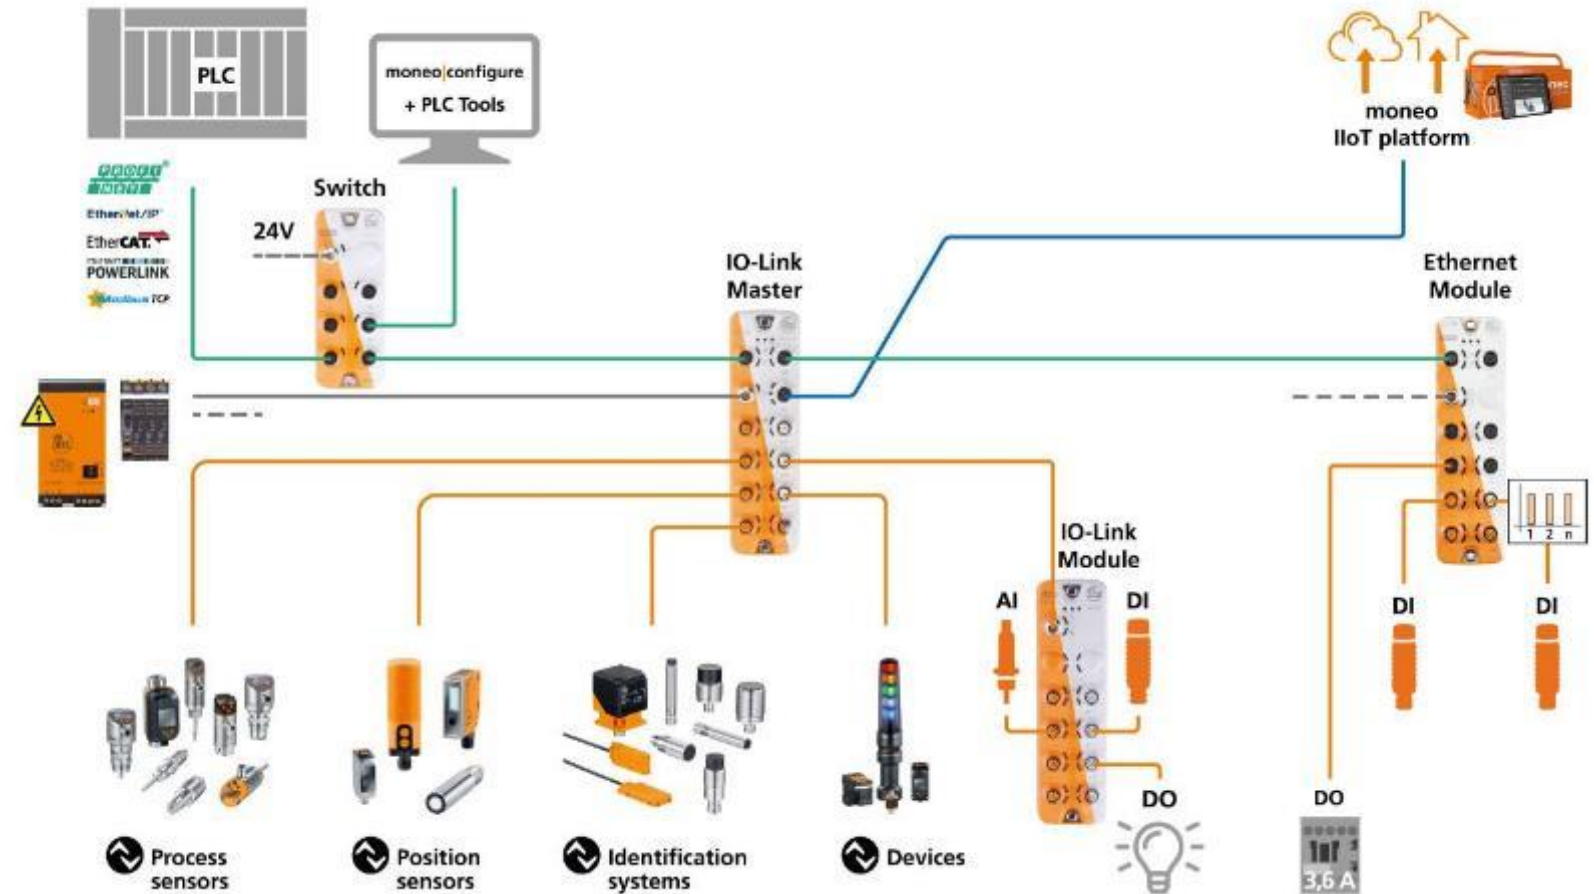 PLC
moneo|configure
+ PLC Tools
moneo
IIoT platform
PROFI
NET
EtherNet/IP
EtherCAT
POWERLINK
Modbus TCP
Switch
24V
IO-Link
Master
Ethernet
Module
IO-Link
Module
1 2 n
AI
DI
DI
DI
DO
DO
3,6 A
Process
sensors
Position
sensors
Identification
systems
Devices